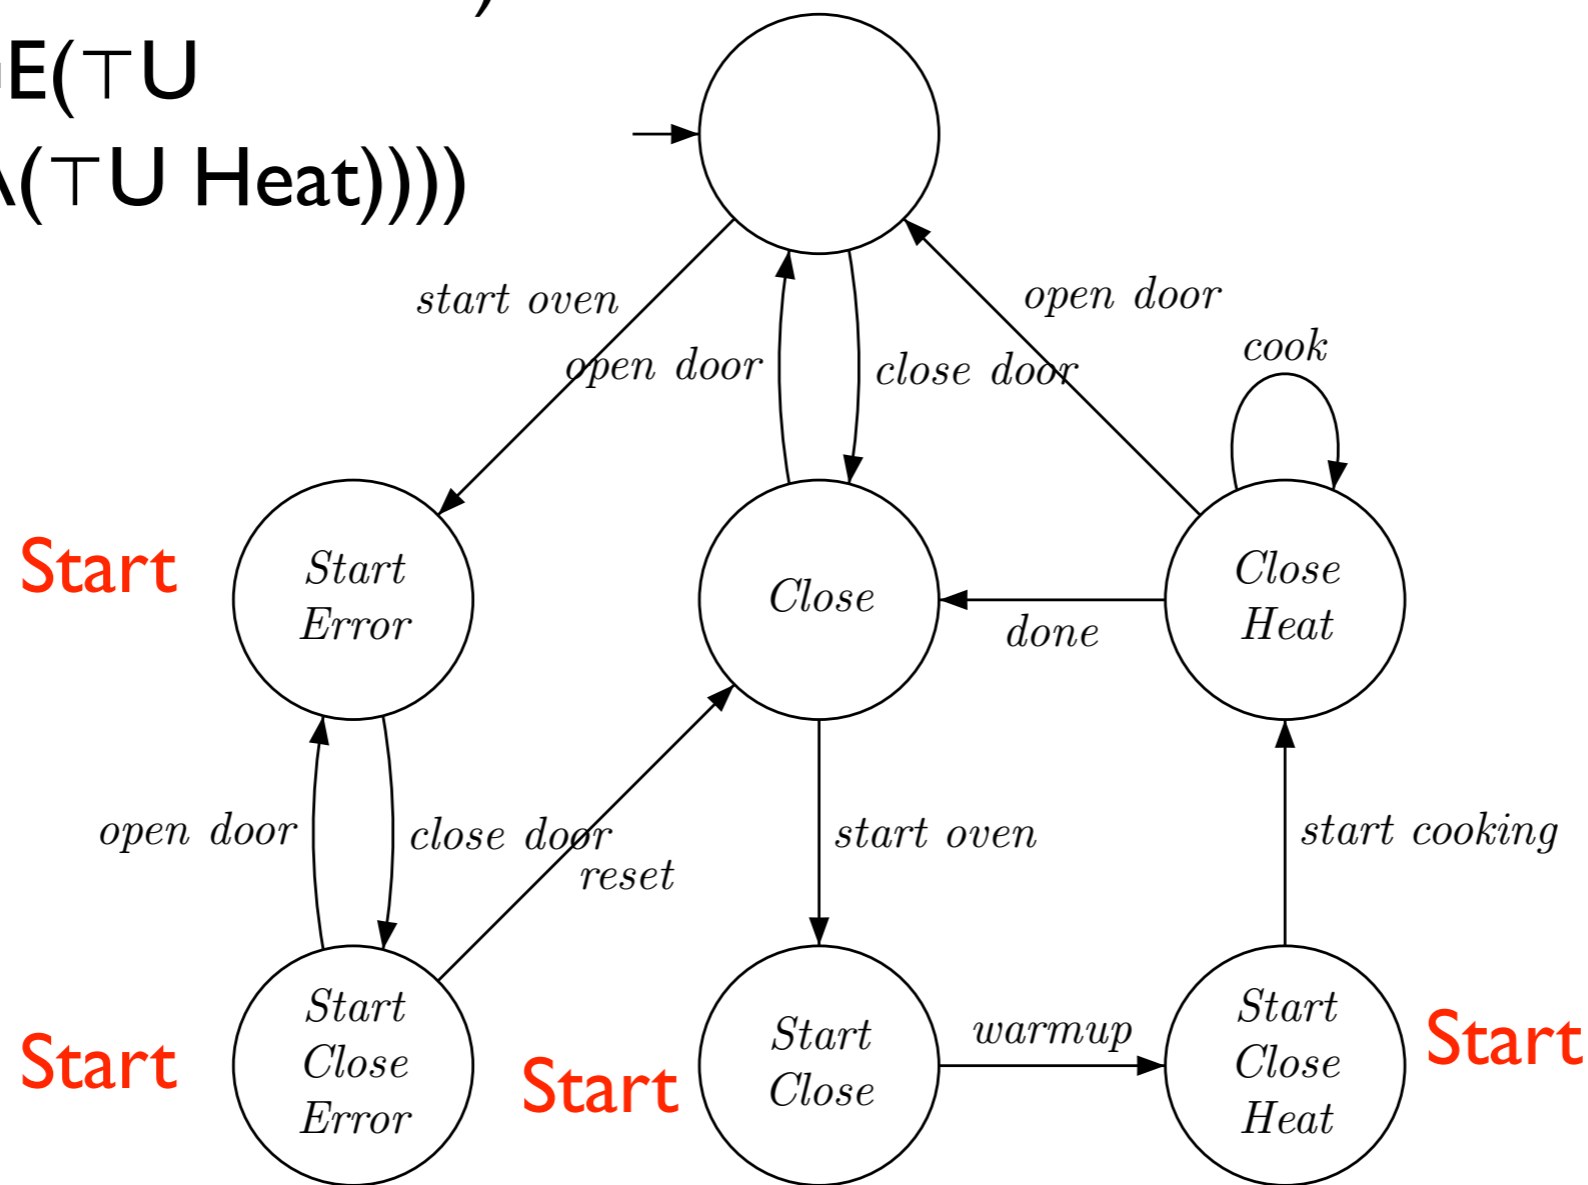 )
E(⊤U
A(⊤U Heat))))
start oven
open door
close door
open door
cook
Start
Start
Error
Close
Close
Heat
done
open door
close door
reset
start oven
start cooking
Start
Start
Close
Error
Start
Start
Close
warmup
Start
Close
Heat
Start